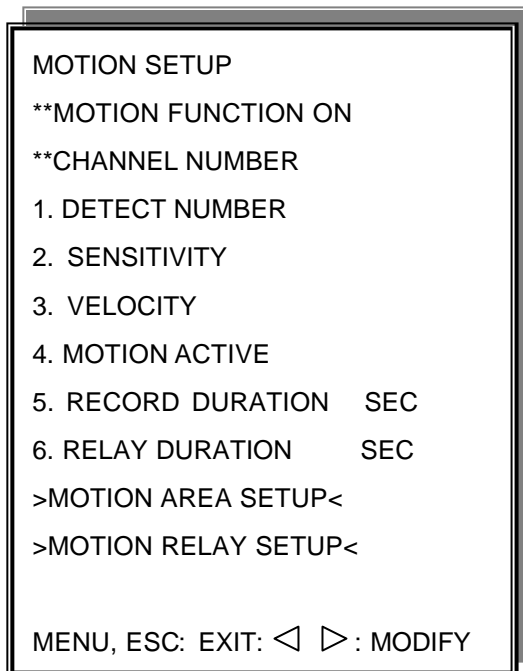 MOTION SETUP
**MOTION FUNCTION ON
**CHANNEL NUMBER
1. DETECT NUMBER
2. SENSITIVITY
3. VELOCITY
4. MOTION ACTIVE
5. RECORD DURATION SEC
6. RELAY DURATION SEC
>MOTION AREA SETUP<
>MOTION RELAY SETUP<
MENU, ESC: EXIT: ◁ ▷ : MODIFY